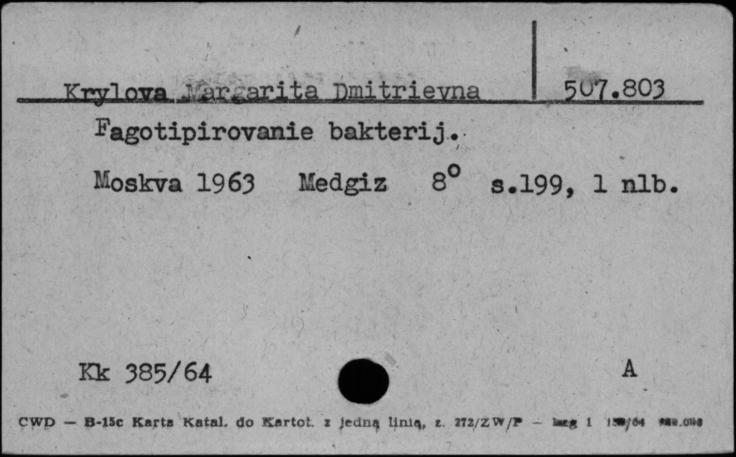 Krylova Margarita Dmitrievna 507.803
Fagotipirovanie bakterij.
Moskva 1963 Medgiz 8° s.199, 1 nlb.
Kk 385/64 A
CWD — B-15c Karta Katal. do Kartot. z jedną linią, z. 272/ZW/P —